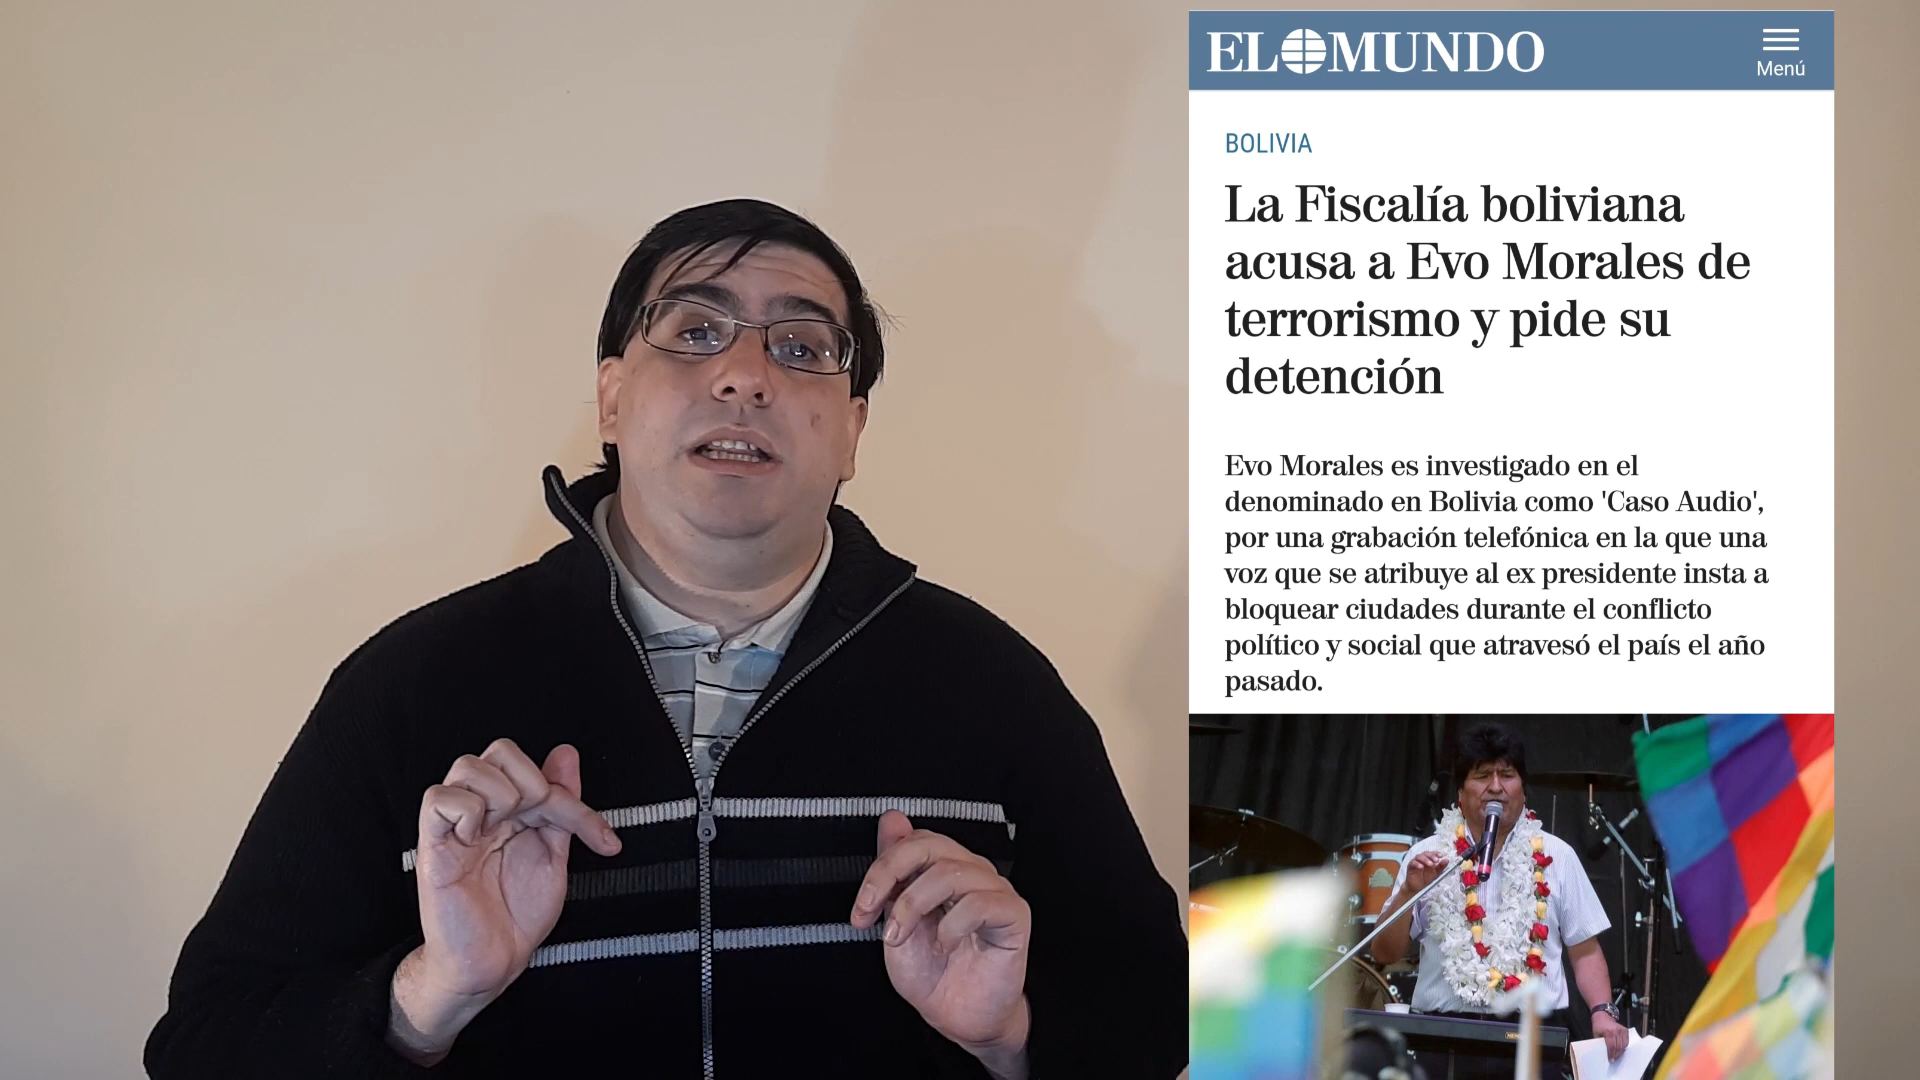 EL MUNDO
Menú
BOLIVIA
La Fiscalía boliviana
acusa a Evo Morales de
terrorismo y pide su
detención
Evo Morales es investigado en el
denominado en Bolivia como 'Caso Audio',
por una grabación telefónica en la que una
voz que se atribuye al ex presidente insta a
bloquear ciudades durante el conflicto
político y social que atravesó el país el año
pasado.